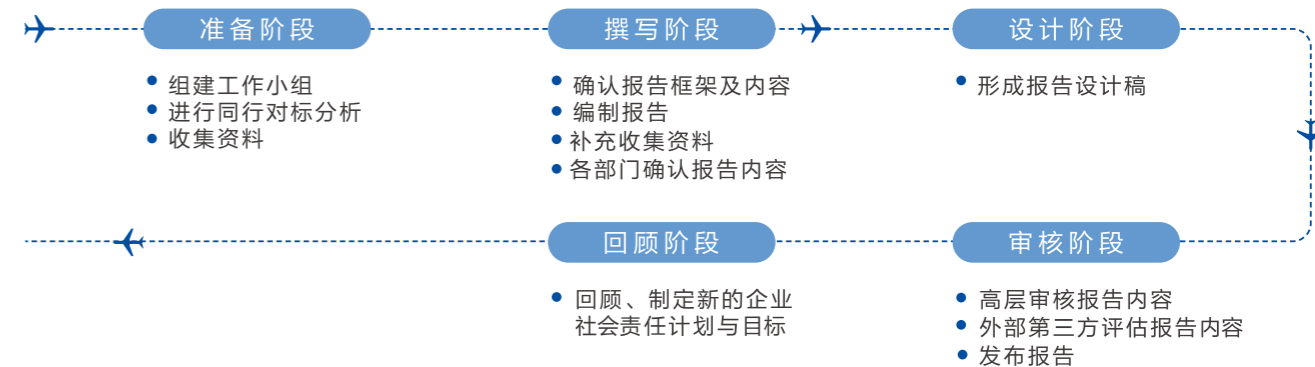 准备阶段
组建工作小组
进行同行对标分析
收集资料
撰写阶段
确认报告框架及内容
编制报告
补充收集资料
各部门确认报告内容
设计阶段
形成报告设计稿
审核阶段
高层审核报告内容
外部第三方评估报告内容
发布报告
回顾阶段
回顾、制定新的企业
社会责任计划与目标